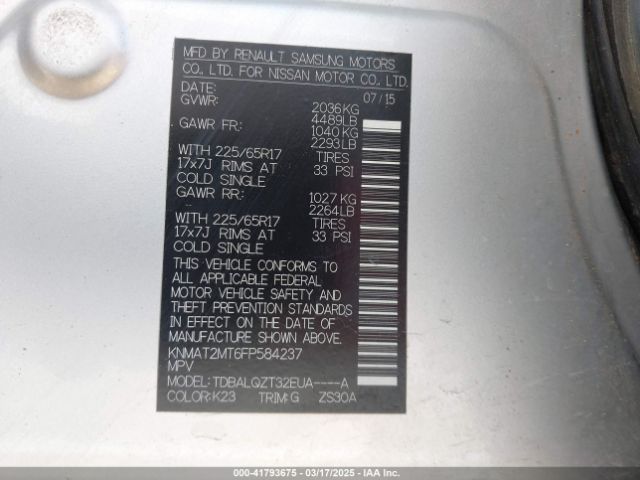 MFD BY RENAULT SAMSUNG MOTORS
CO., LTD. FOR NISSAN MOTOR CO., LTD.
DATE: 07/15
GVWR: 2036KG
4489LB
GAWR FR: 1040KG
2293LB
WITH 225/65R17 TIRES
17x7J RIMS AT 33 PSI
COLD SINGLE
GAWR RR: 1027 KG
2264LB
WITH 225/65R17 TIRES
17x7J RIMS AT 33 PSI
COLD SINGLE
THIS VEHICLE CONFORMS TO
ALL APPLICABLE FEDERAL
MOTOR VEHICLE SAFETY AND
THEFT PREVENTION STANDARDS
IN EFFECT ON THE DATE OF
MANUFACTURE SHOWN ABOVE.
KNMAT2MT6FP584237
MPV
MODEL: TDBALQZT32EUA----A
COLOR:K23 TRIM:G ZS30A
000-41793675 - 03/17/2025 - IAA Inc.